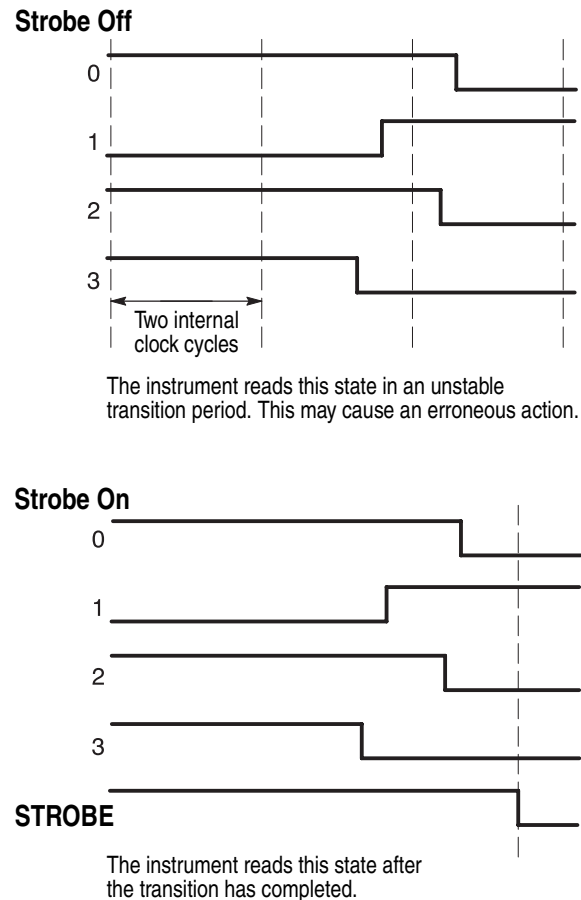 Strobe Off
0
1
2
3
Two internal
clock cycles
The instrument reads this state in an unstable
transition period. This may cause an erroneous action.
Strobe On
0
1
2
3
STROBE
The instrument reads this state after
the transition has completed.